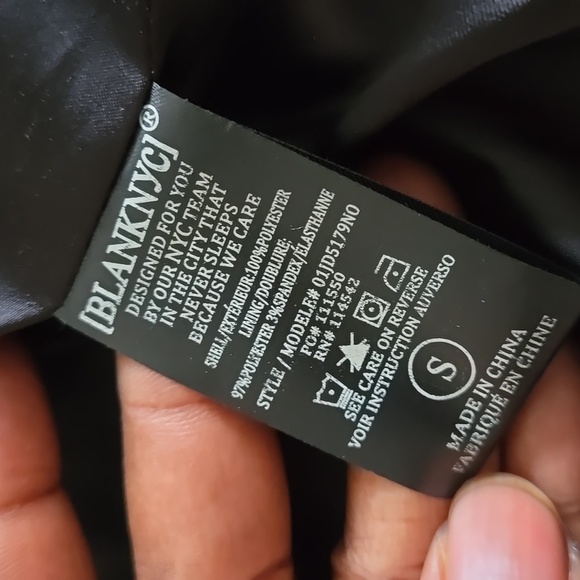 [BLANKNYC]®
DESIGNED FOR YOU
BY OUR NYC TEAM
IN THE CITY THAT
NEVER SLEEPS
BECAUSE WE CARE
SHELL/EXTÉRIEUR:100%POLYESTER
LINING/DOUBLURE:
97%POLYESTER 3%SPANDEX/ÉLASTHANNE
STYLE / MODÈLE# 01JD5179NO
PO# T11550
RN# 114542
SEE CARE ON REVERSE
VOIR INSTRUCTION AUVERSO
S
MADE IN CHINA
FABRIQUÉ EN CHINE